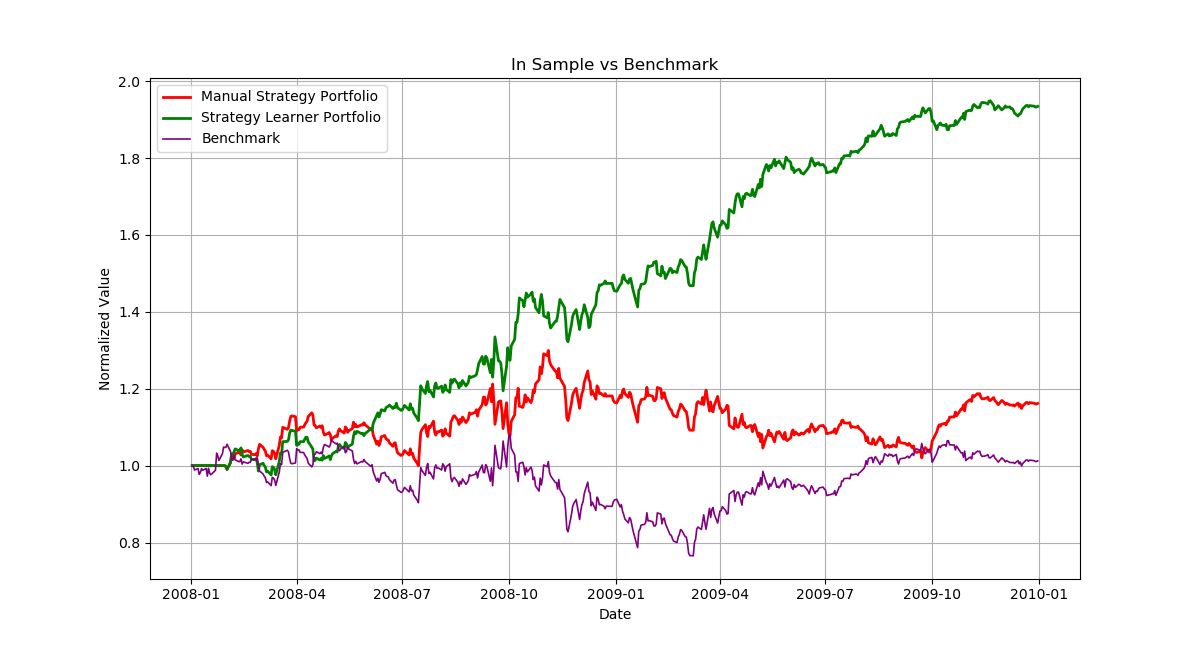 In Sample vs Benchmark
Manual Strategy Portfolio
Strategy Learner Portfolio
Benchmark
2.0
1.8
1.6
1.4
1.2
1.0
0.8
Normalized Value
2008-01 2008-04 2008-07 2008-10 2009-01 2009-04 2009-07 2009-10 2010-01
Date